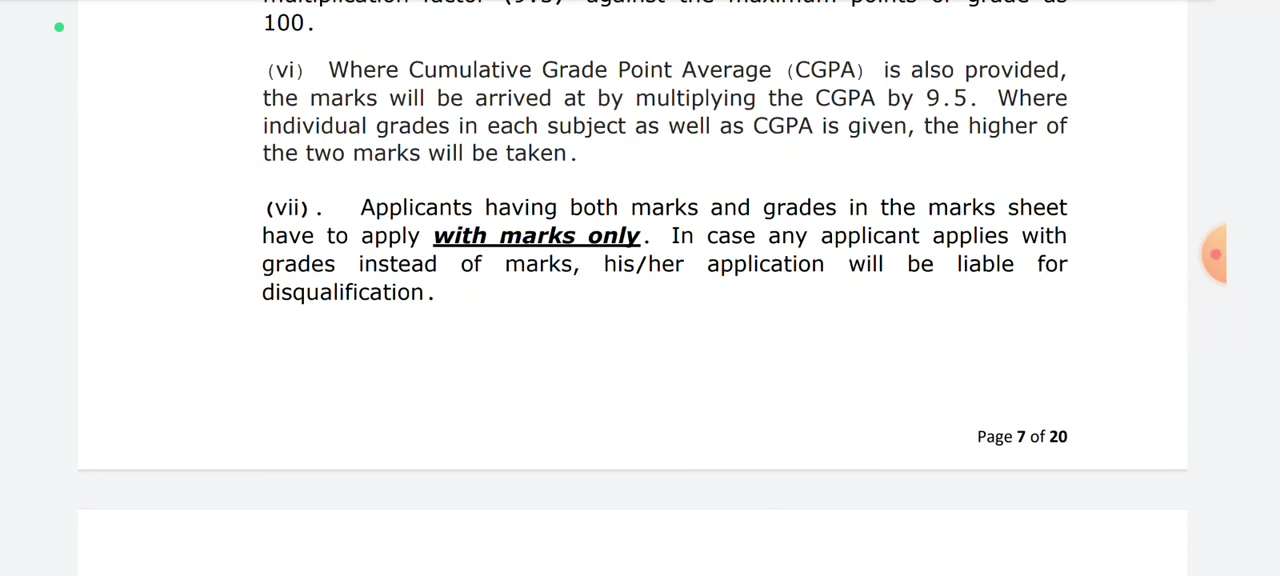 100.
(vi) Where Cumulative Grade Point Average (CGPA) is also provided,
the marks will be arrived at by multiplying the CGPA by 9.5. Where
individual grades in each subject as well as CGPA is given, the higher of
the two marks will be taken.
(vii). Applicants having both marks and grades in the marks sheet
have to apply with marks only. In case any applicant applies with
grades instead of marks, his/her application will be liable for
disqualification.
Page 7 of 20